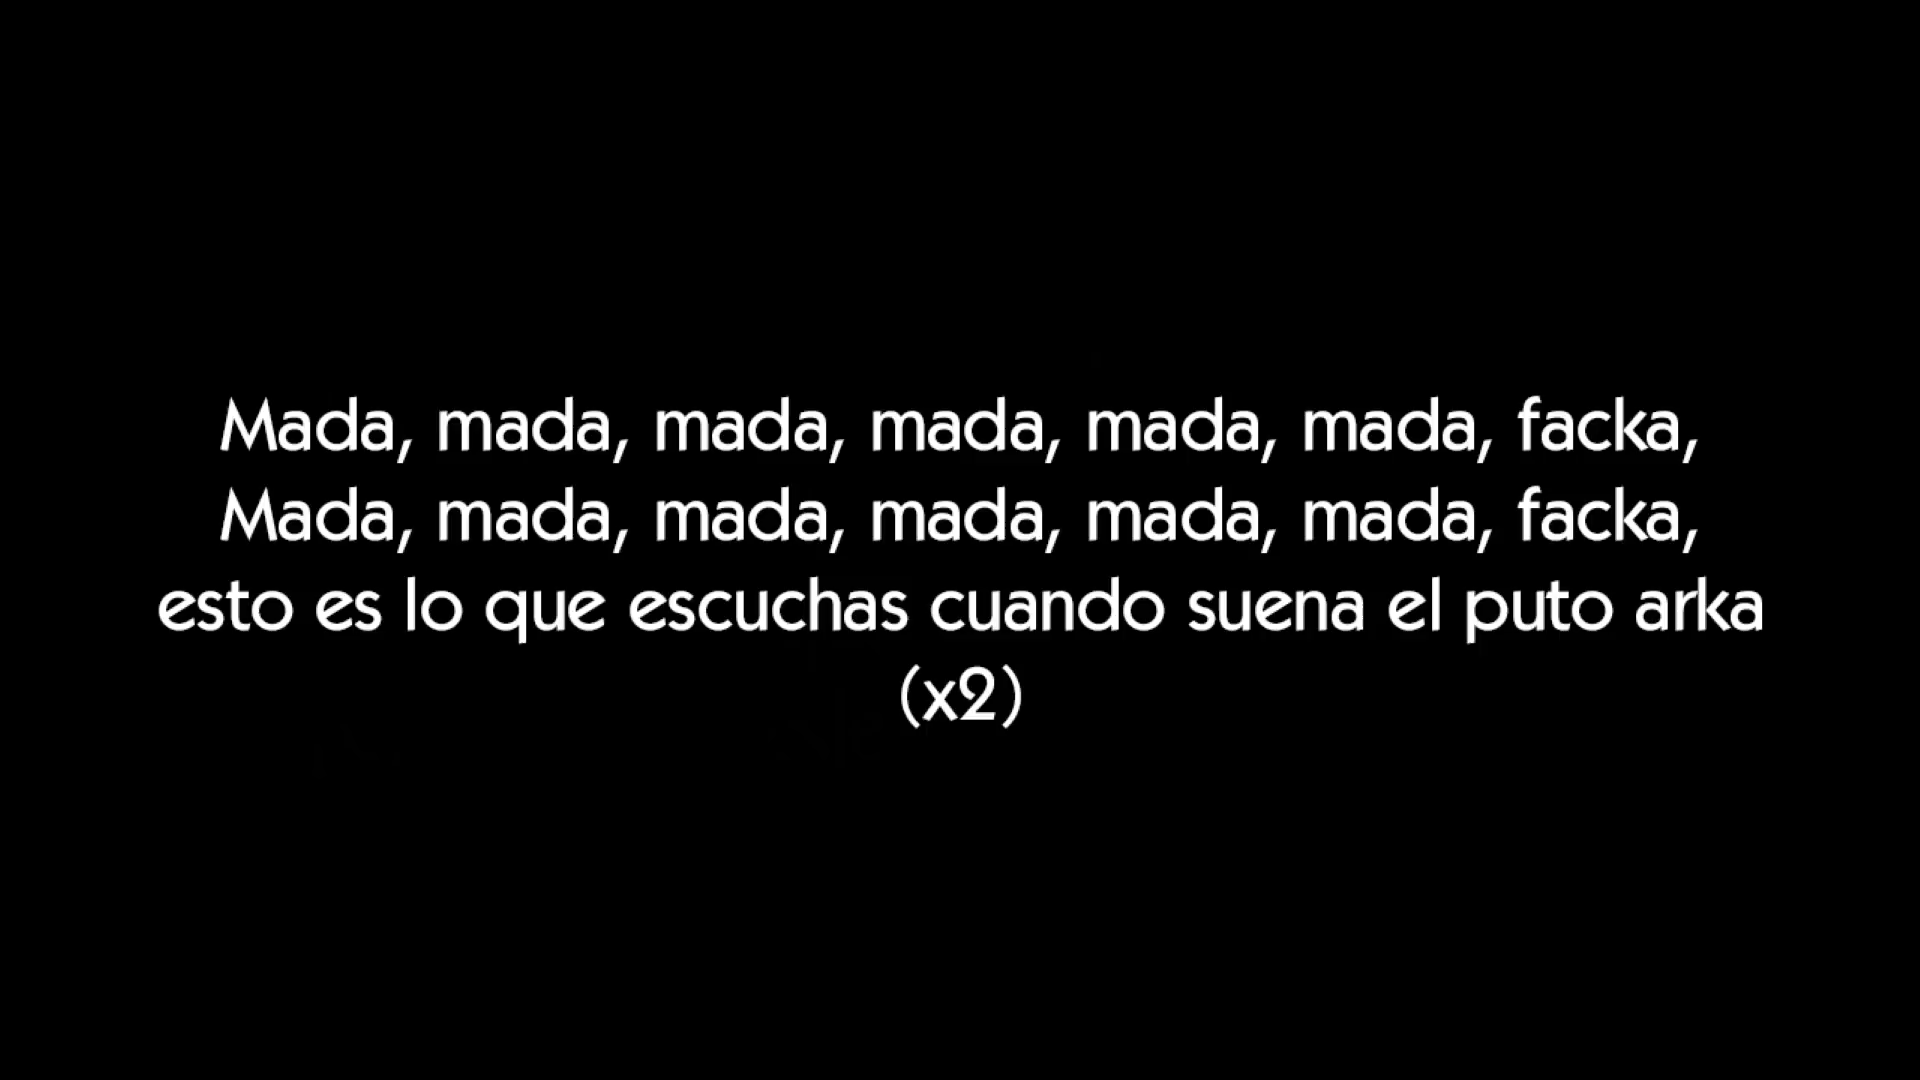 Mada, mada, mada, mada, mada, mada, facka,
Mada, mada, mada, mada, mada, mada, facka,
esto es lo que escuchas cuando suena el puto arka
(x2)